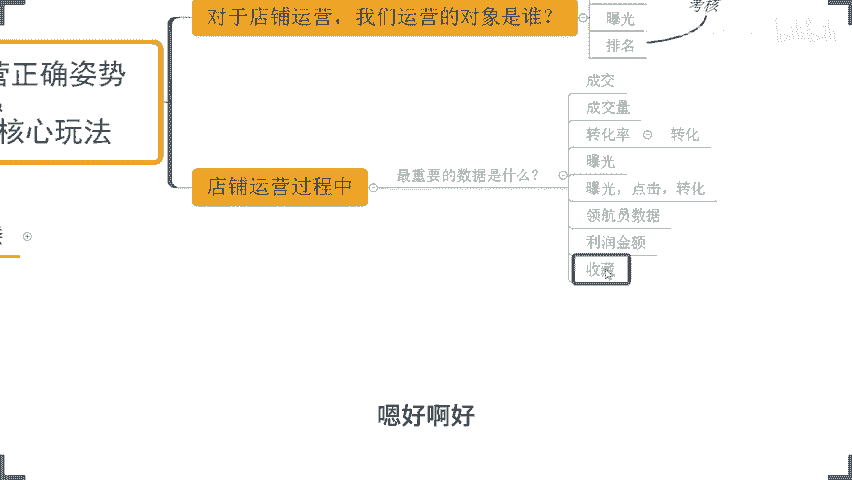 对于店铺运营，我们运营的对象是谁？
曝光
考核
排名
营正确姿势
核心玩法
成交
成交量
转化率 转化
曝光
店铺运营过程中
最重要的数据是什么？
曝光，点击，转化
领航员数据
利润金额
收藏
嗯好啊好